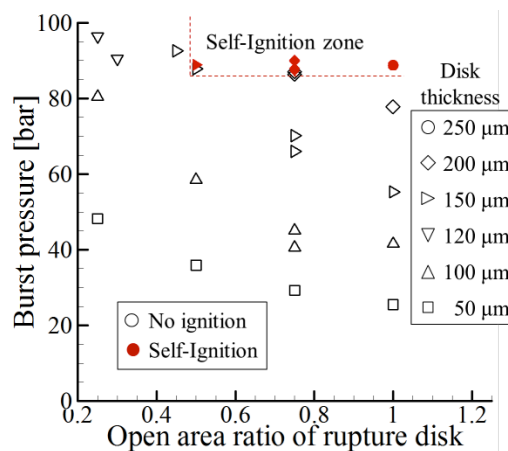 Self-Ignition zone
Burst pressure [bar]
100
80
60
40
20
0
Disk
thickness
250 μm
200 μm
150 μm
120 μm
100 μm
50 μm
No ignition
Self-Ignition
0.2
0.4
0.6
0.8
1
1.2
Open area ratio of rupture disk